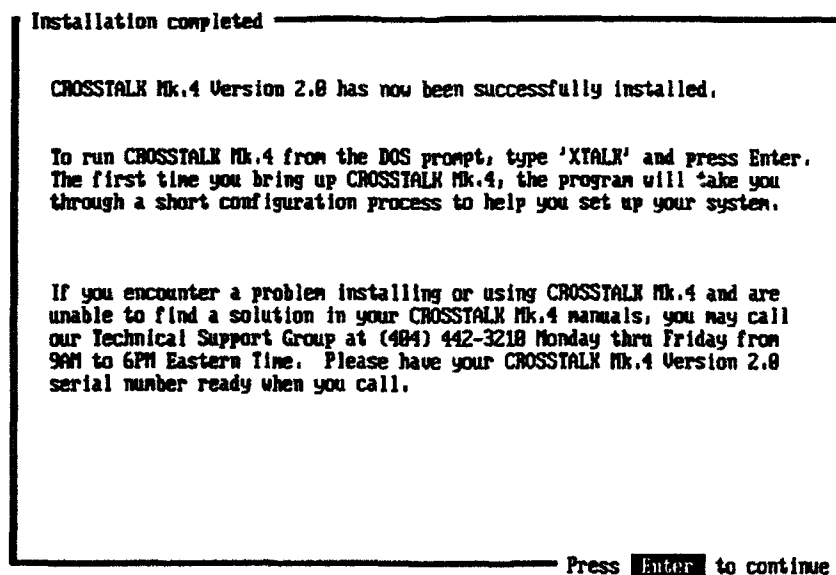 Installation completed
CROSSTALK Mk.4 Version 2.0 has now been successfully installed.
To run CROSSTALK Mk.4 from the DOS prompt, type 'XTALK' and press Enter.
The first time you bring up CROSSTALK Mk.4, the program will take you
through a short configuration process to help you set up your system.
If you encounter a problem installing or using CROSSTALK Mk.4 and are
unable to find a solution in your CROSSTALK Mk.4 manuals, you may call
our Technical Support Group at (404) 442-3210 Monday thru Friday from
9AM to 6PM Eastern Time. Please have your CROSSTALK Mk.4 Version 2.0
serial number ready when you call.
Press Enter to continue